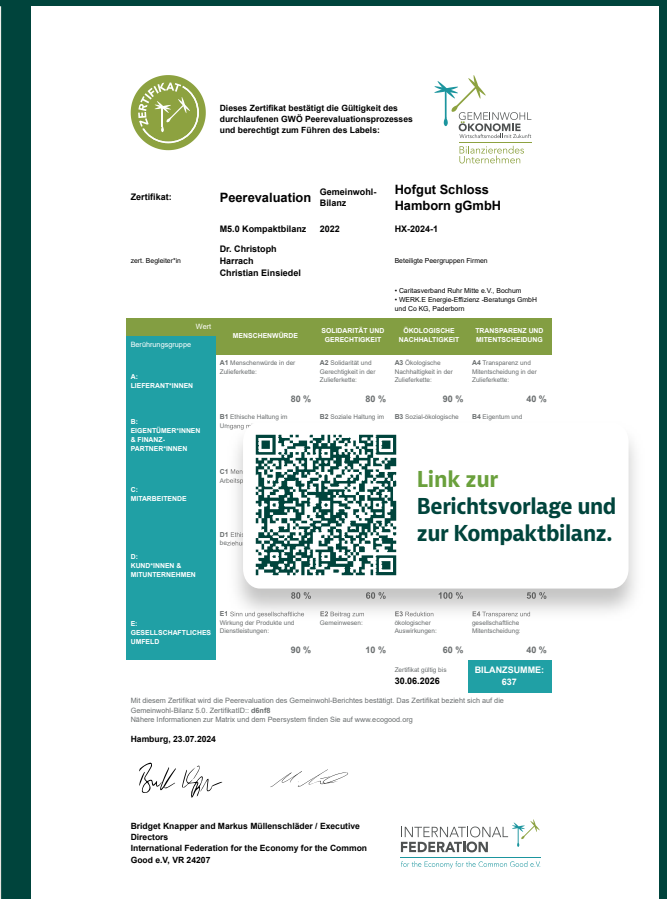 ZERTIFIKAT
Dieses Zertifikat bestätigt die Gültigkeit des
durchlaufenen GWÖ Peerevaluationsprozesses
und berechtigt zum Führen des Labels:
GEMEINWOHL
ÖKONOMIE
Wirtschaftsmodell mit Zukunft
Bilanzierendes
Unternehmen
Zertifikat:
Peerevaluation
Gemeinwohl-
Bilanz
Hofgut Schloss
Hamborn gGmbH
M5.0 Kompaktbilanz
2022
HX-2024-1
zert. Begleiter*in
Dr. Christoph
Harrach
Christian Einsiedel
Beteiligte Peergruppen Firmen
• Caritasverband Ruhr Mitte e.V., Bochum
• WERK.E Energie-Effizienz -Beratungs GmbH
und Co KG, Paderborn
Wert
Berührungsgruppe
MENSCHENWÜRDE
SOLIDARITÄT UND
GERECHTIGKEIT
ÖKOLOGISCHE
NACHHALTIGKEIT
TRANSPARENZ UND
MITENTSCHEIDUNG
A:
LIEFERANT*INNEN
A1 Menschenwürde in der
Zulieferkette:
80 %
A2 Solidarität und
Gerechtigkeit in der
Zulieferkette:
80 %
A3 Ökologische
Nachhaltigkeit in der
Zulieferkette:
90 %
A4 Transparenz und
Mitentscheidung in der
Zulieferkette:
40 %
B:
EIGENTÜMER*INNEN
& FINANZ-
PARTNER*INNEN
B1 Ethische Haltung im
Umgang
B2 Soziale Haltung im
B3 Sozial-ökologische
B4 Eigentum und
C:
MITARBEITENDE
C1
D:
KUND*INNEN &
MITUNTERNEHMEN
D1
80 %
60 %
100 %
50 %
Link zur
Berichtsvorlage und
zur Kompaktbilanz.
E:
GESELLSCHAFTLICHES
UMFELD
E1 Sinn und gesellschaftliche
Wirkung der Produkte und
Dienstleistungen:
90 %
E2 Beitrag zum
Gemeinwesen:
10 %
E3 Reduktion
ökologischer
Auswirkungen:
60 %
E4 Transparenz und
gesellschaftliche
Mitentscheidung:
40 %
Zertifikat gültig bis
30.06.2026
BILANZSUMME:
637
Mit diesem Zertifikat wird die Peerevaluation des Gemeinwohl-Berichtes bestätigt. Das Zertifikat bezieht sich auf die
Gemeinwohl-Bilanz 5.0. ZertifikatID:: d6nf8
Nähere Informationen zur Matrix und dem Peersystem finden Sie auf www.ecogood.org
Hamburg, 23.07.2024
Bridget Knapper and Markus Müllenschläder / Executive
Directors
International Federation for the Economy for the Common
Good e.V, VR 24207
INTERNATIONAL
FEDERATION
for the Economy for the Common Good e.V.